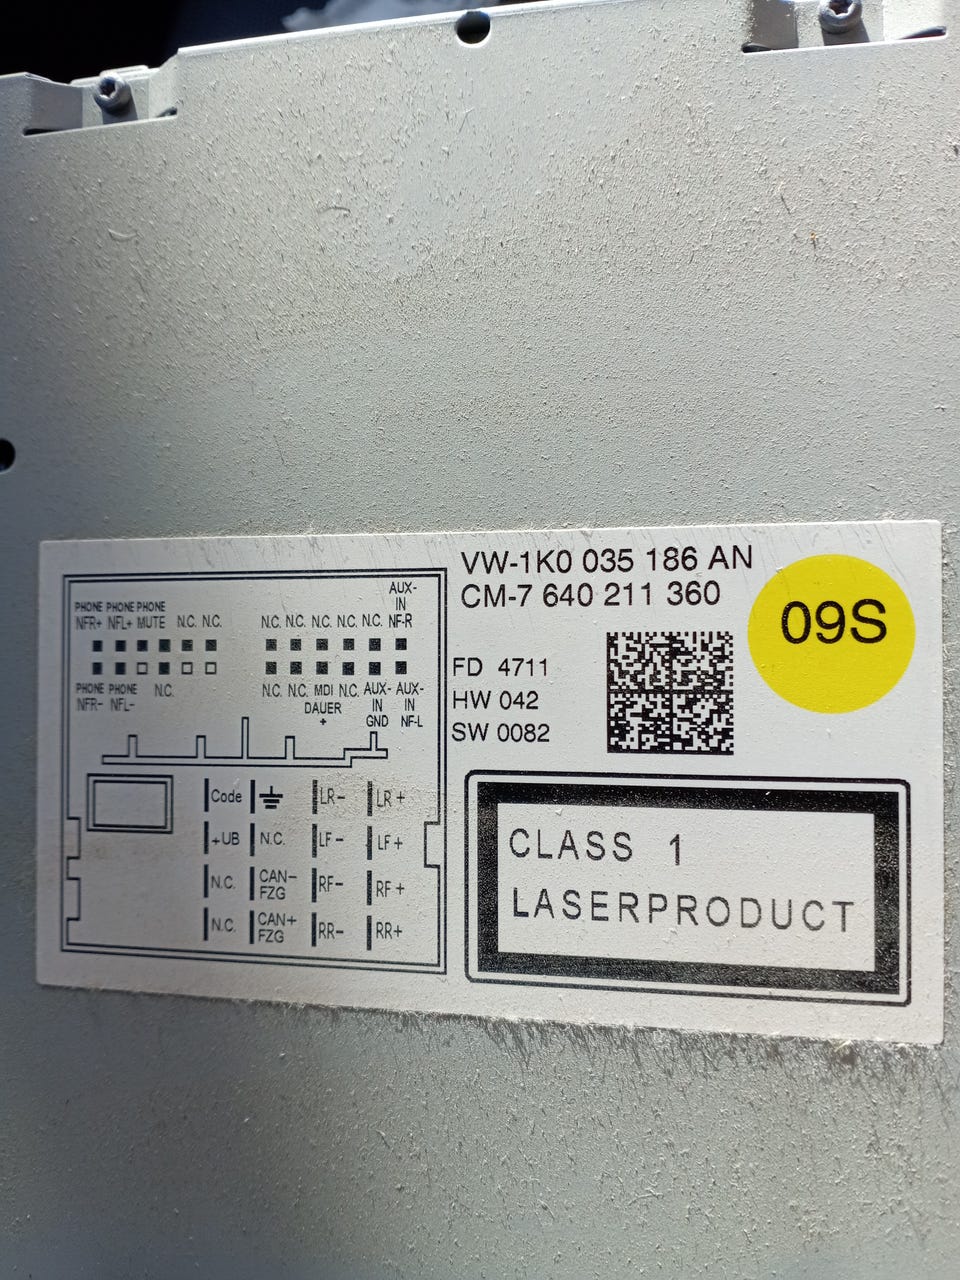 VW-1K0 035 186 AN
CM-7 640 211 360
09S
FD 4711
HW 042
SW 0082
CLASS 1
LASERPRODUCT
AUX-
IN
PHONE PHONE PHONE
NFR+ NFL+ MUTE N.C. N.C. N.C. N.C. N.C. N.C. N.C. NF-R
PHONE PHONE N.C. N.C. N.C. MDI N.C. AUX- AUX-
NFR- NFL- DAUER IN IN
+ GND NF-L
Code LR- LR+
+UB N.C. LF- LF+
N.C. CAN- FZG RF- RF+
N.C. CAN+ FZG RR- RR+